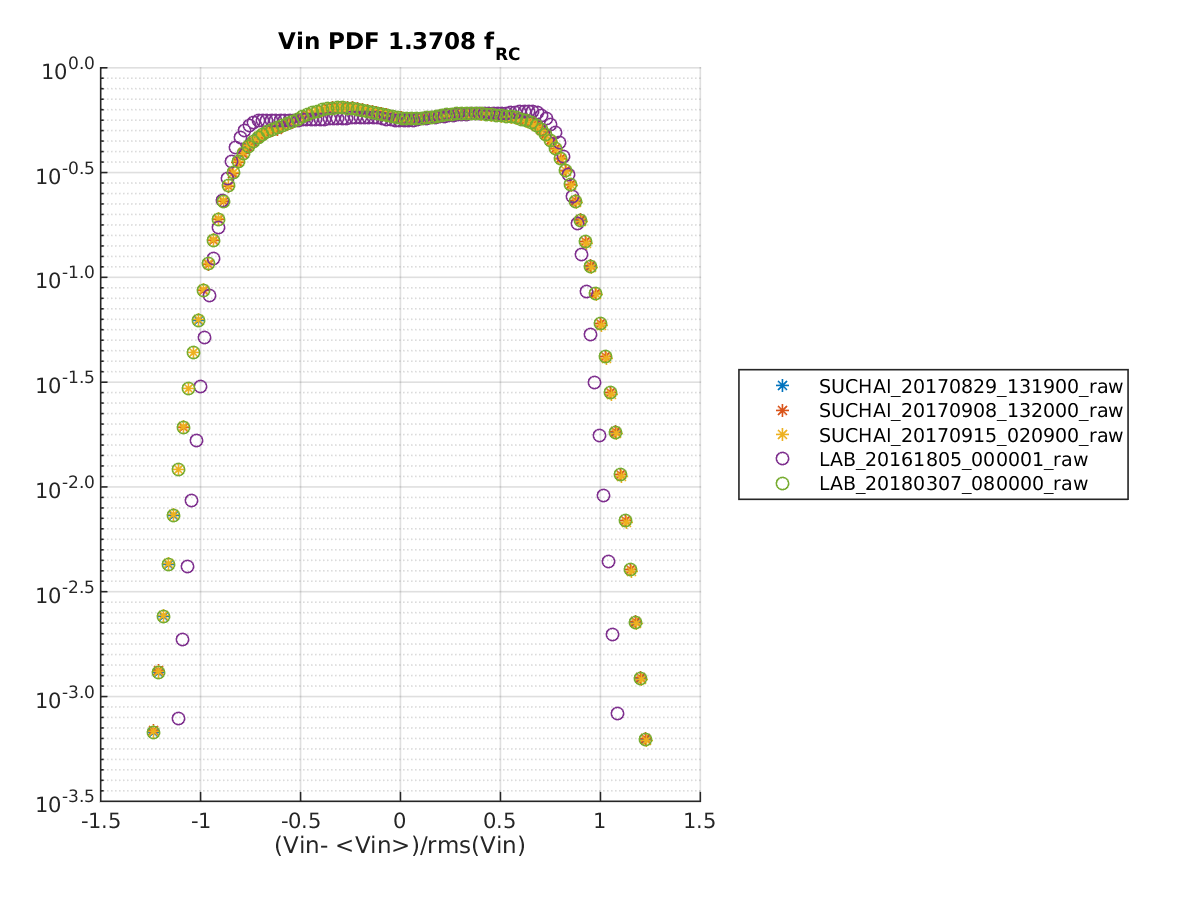 Vin PDF 1.3708 fRC
10^0.0
10^-0.5
10^-1.0
10^-1.5
10^-2.0
10^-2.5
10^-3.0
10^-3.5
-1.5 -1 -0.5 0 0.5 1 1.5
(Vin- <Vin>)/rms(Vin)
SUCHAI_20170829_131900_raw
SUCHAI_20170908_132000_raw
SUCHAI_20170915_020900_raw
LAB_20161805_000001_raw
LAB_20180307_080000_raw